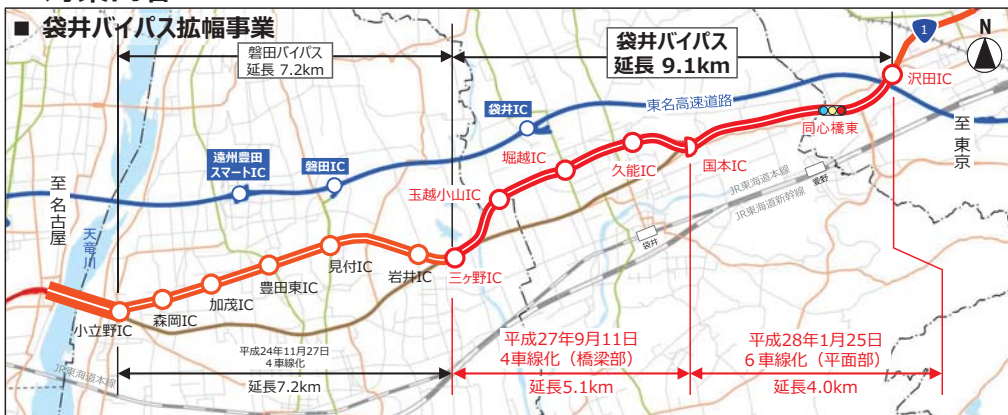 ■ 袋井バイパス拡幅事業
磐田バイパス
延長 7.2km
袋井バイパス
延長 9.1km
1
N
沢田IC
東名高速道路
袋井IC
同心橋東
至 東京
堀越IC
久能IC
国本IC
JR東海道本線
愛野
JR東海道新幹線
遠州豊田
スマートIC
磐田IC
玉越小山IC
至 名古屋
天竜川
袋井
見付IC
岩井IC
三ヶ野IC
豊田東IC
加茂IC
森岡IC
小立野IC
平成24年11月27日
4車線化
平成27年9月11日
4車線化（橋梁部）
平成28年1月25日
6車線化（平面部）
JR東海道本線
延長7.2km
延長5.1km
延長4.0km